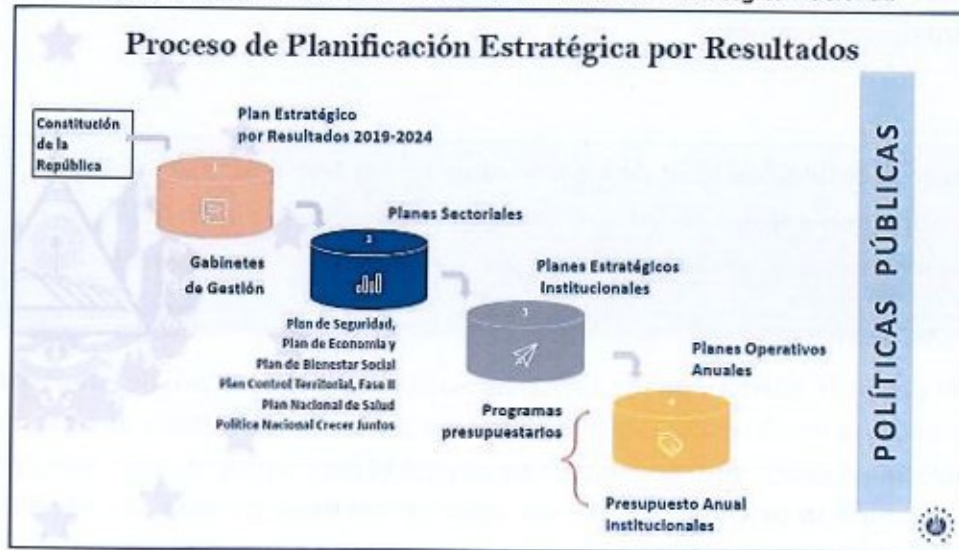 Proceso de Planificación Estratégica por Resultados
Constitución
de la
República
Plan Estratégico
por Resultados 2019-2024
1
Gabinetes
de Gestión
Planes Sectoriales
2
Plan de Seguridad,
Plan de Economía y
Plan de Bienestar Social
Plan Control Territorial, Fase II
Plan Nacional de Salud
Política Nacional Crecer Juntos
Planes Estratégicos
Institucionales
3
Programas
presupuestarios
Planes Operativos
Anuales
4
Presupuesto Anual
Institucionales
POLÍTICAS PÚBLICAS